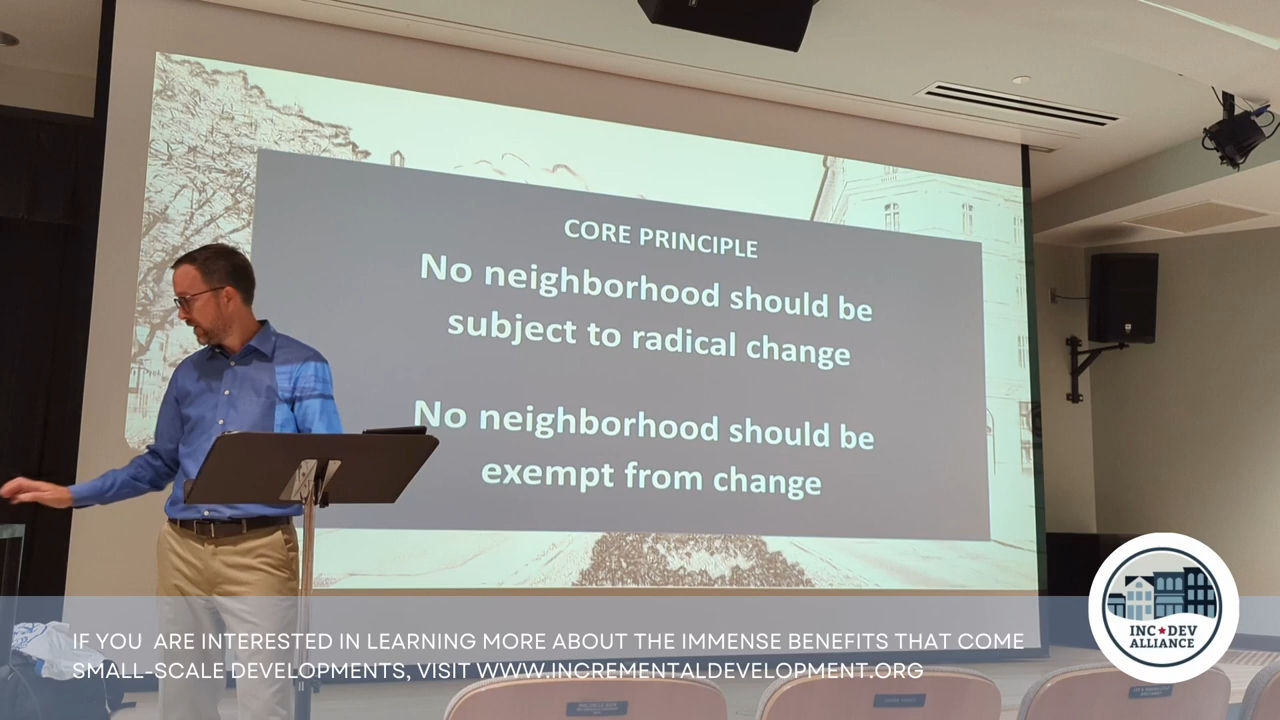 CORE PRINCIPLE
No neighborhood should be
subject to radical change
No neighborhood should be
exempt from change
IF YOU ARE INTERESTED IN LEARNING MORE ABOUT THE IMMENSE BENEFITS THAT COME
SMALL-SCALE DEVELOPMENTS, VISIT WWW.INCREMENTALDEVELOPMENT.ORG
INC★DEV
ALLIANCE